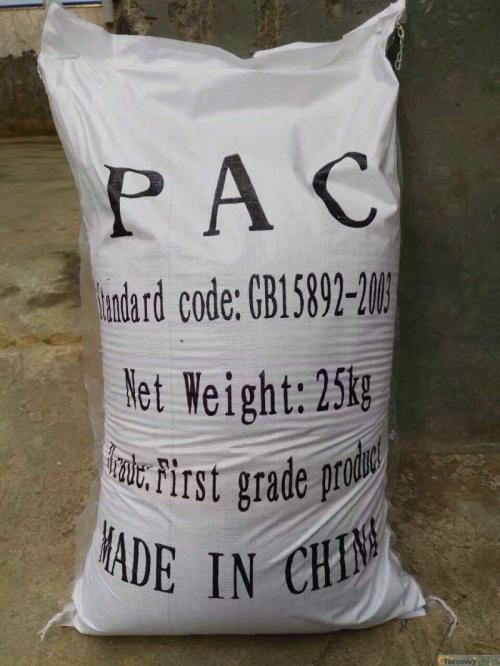 PAC
Standard code: GB15892-2003
Net Weight: 25kg
Grade: First grade product
MADE IN CHINA